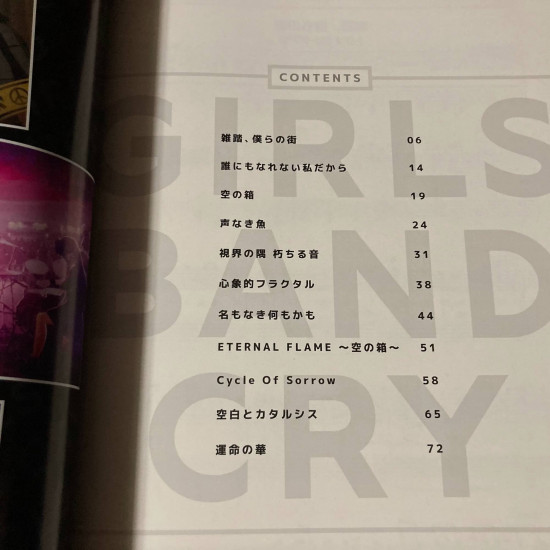 CONTENTS
GIRLS
BAND
CRY
雑踏、僕らの街 06
誰にもなれない私だから 14
空の箱 19
声なき魚 24
視界の隅 朽ちる音 31
心象的フラクタル 38
名もなき何もかも 44
ETERNAL FLAME ～空の箱～ 51
Cycle Of Sorrow 58
空白とカタルシス 65
運命の華 72